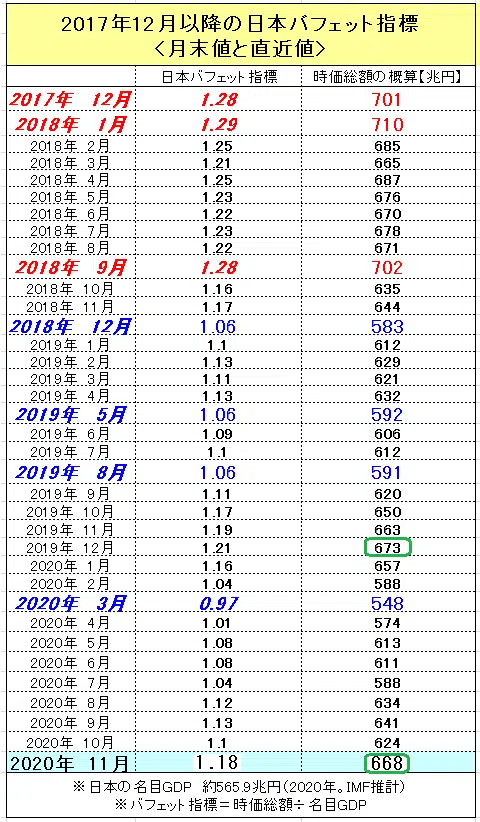 2017年12月以降の日本バフェット指標
<月末値と直近値>
日本バフェット指標 時価総額の概算【兆円】
2017年 12月 1.28 701
2018年 1月 1.29 710
2018年 2月 1.25 685
2018年 3月 1.21 665
2018年 4月 1.25 687
2018年 5月 1.23 676
2018年 6月 1.22 670
2018年 7月 1.23 678
2018年 8月 1.22 671
2018年 9月 1.28 702
2018年 10月 1.16 635
2018年 11月 1.17 644
2018年 12月 1.06 583
2019年 1月 1.1 612
2019年 2月 1.13 629
2019年 3月 1.11 621
2019年 4月 1.13 632
2019年 5月 1.06 592
2019年 6月 1.09 606
2019年 7月 1.1 612
2019年 8月 1.06 591
2019年 9月 1.11 620
2019年 10月 1.17 650
2019年 11月 1.19 663
2019年 12月 1.21 673
2020年 1月 1.16 657
2020年 2月 1.04 588
2020年 3月 0.97 548
2020年 4月 1.01 574
2020年 5月 1.08 613
2020年 6月 1.08 611
2020年 7月 1.04 588
2020年 8月 1.12 634
2020年 9月 1.13 641
2020年 10月 1.1 624
2020年 11月 1.18 668
※日本の名目GDP 約565.9兆円(2020年。IMF推計)
※バフェット指標=時価総額÷名目GDP